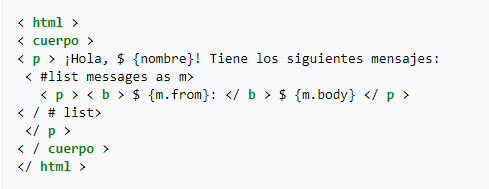 < html >
< cuerpo >
< p > ¡Hola, $ {nombre}! Tiene los siguientes mensajes:
< #list messages as m>
< p > < b > $ {m.from}: </ b > $ {m.body} </ p >
< / # list>
</ p >
< / cuerpo >
</ html >